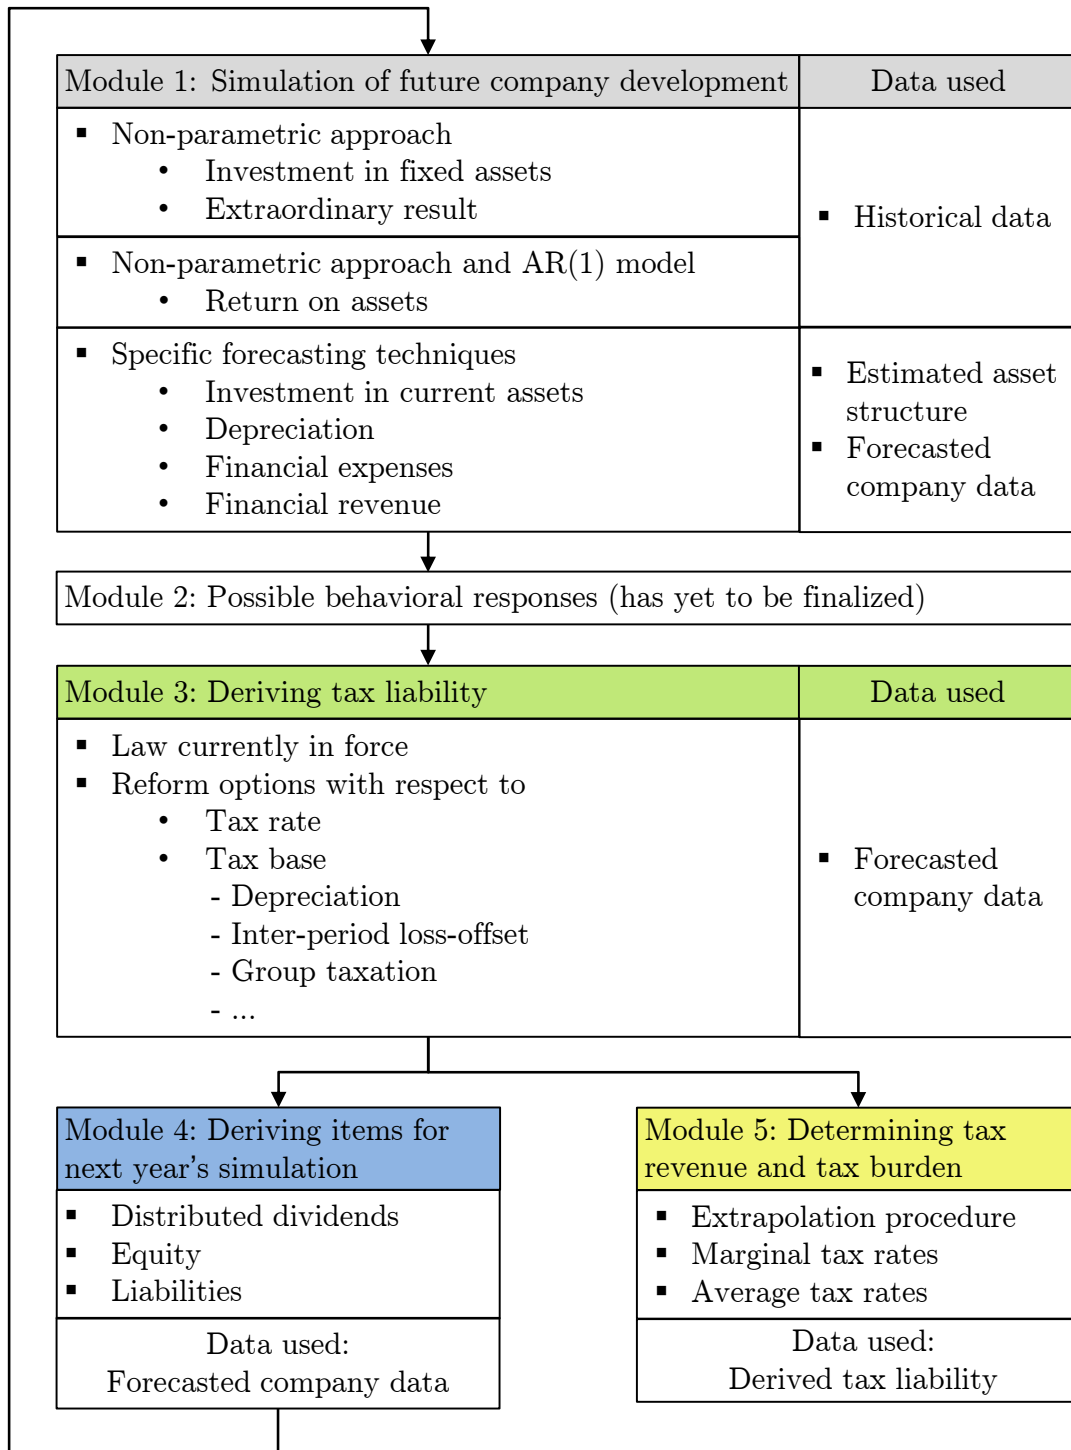 Module 1: Simulation of future company development
Data used
▪ Non-parametric approach
• Investment in fixed assets
• Extraordinary result
▪ Historical data
▪ Non-parametric approach and AR(1) model
• Return on assets
▪ Specific forecasting techniques
• Investment in current assets
• Depreciation
• Financial expenses
• Financial revenue
▪ Estimated asset
structure
▪ Forecasted
company data
Module 2: Possible behavioral responses (has yet to be finalized)
Module 3: Deriving tax liability
Data used
▪ Law currently in force
▪ Reform options with respect to
• Tax rate
• Tax base
- Depreciation
- Inter-period loss-offset
- Group taxation
- ...
▪ Forecasted
company data
Module 4: Deriving items for
next year's simulation
▪ Distributed dividends
▪ Equity
▪ Liabilities
Data used:
Forecasted company data
Module 5: Determining tax
revenue and tax burden
▪ Extrapolation procedure
▪ Marginal tax rates
▪ Average tax rates
Data used:
Derived tax liability